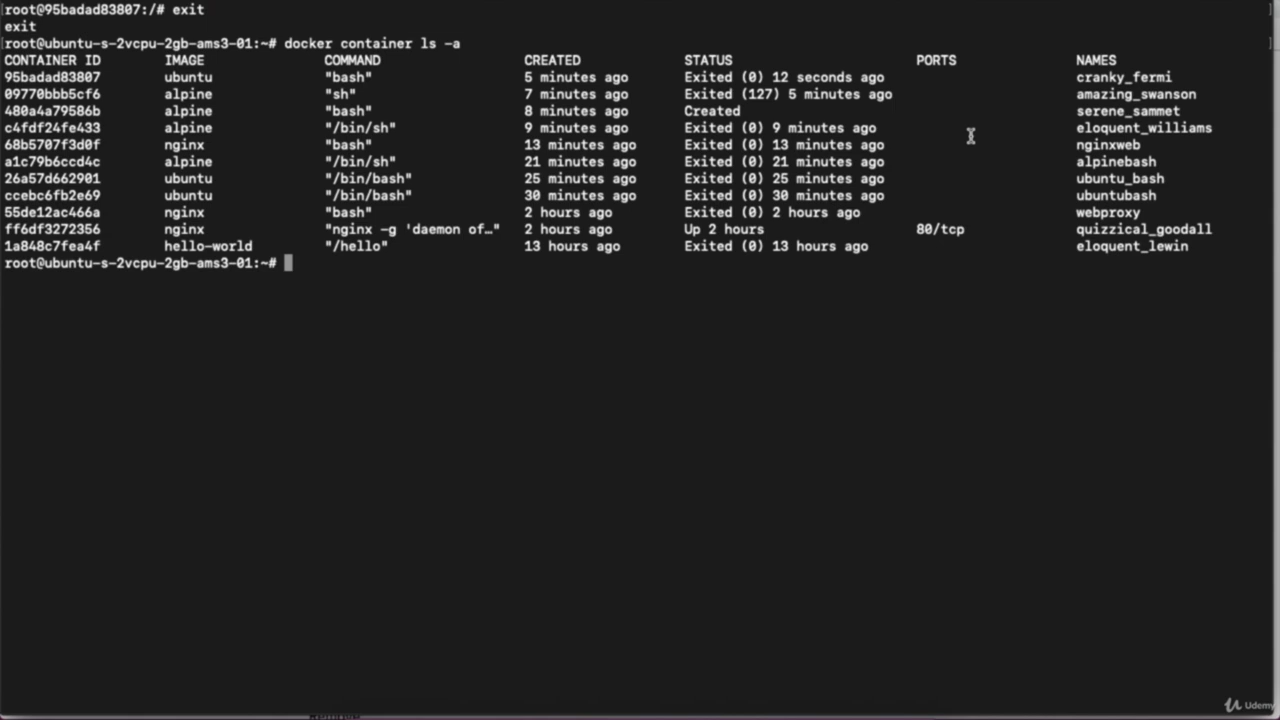 [root@95badad83807:/# exit ]
exit
[root@ubuntu-s-2vcpu-2gb-ams3-01:~# docker container ls -a ]
CONTAINER ID IMAGE COMMAND CREATED STATUS PORTS NAMES
95badad83807 ubuntu "bash" 5 minutes ago Exited (0) 12 seconds ago cranky_fermi
09770bbb5cf6 alpine "sh" 7 minutes ago Exited (127) 5 minutes ago amazing_swanson
480a4a79586b alpine "bash" 8 minutes ago Created serene_sammet
c4fdf24fe433 alpine "/bin/sh" 9 minutes ago Exited (0) 9 minutes ago eloquent_williams
68b5707f3d0f nginx "bash" 13 minutes ago Exited (0) 13 minutes ago nginxweb
a1c79b6ccd4c alpine "/bin/sh" 21 minutes ago Exited (0) 21 minutes ago alpinebash
26a57d662901 ubuntu "/bin/bash" 25 minutes ago Exited (0) 25 minutes ago ubuntu_bash
ccebc6fb2e69 ubuntu "/bin/bash" 30 minutes ago Exited (0) 30 minutes ago ubuntubash
55de12ac466a nginx "bash" 2 hours ago Exited (0) 2 hours ago webproxy
ff6df3272356 nginx "nginx -g 'daemon of…" 2 hours ago Up 2 hours 80/tcp quizzical_goodall
1a848c7fea4f hello-world "/hello" 13 hours ago Exited (0) 13 hours ago eloquent_lewin
root@ubuntu-s-2vcpu-2gb-ams3-01:~#
Udemy